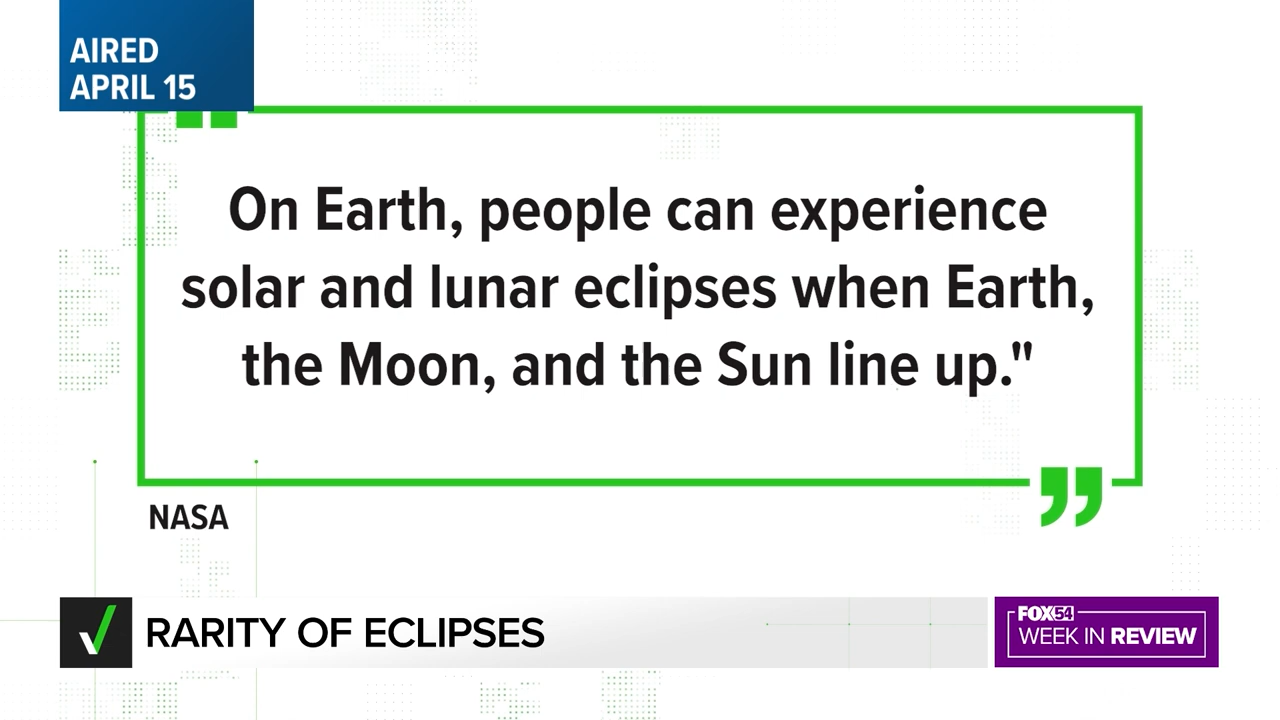 AIRED
APRIL 15
On Earth, people can experience
solar and lunar eclipses when Earth,
the Moon, and the Sun line up."
NASA
RARITY OF ECLIPSES
FOX54
WEEK IN REVIEW